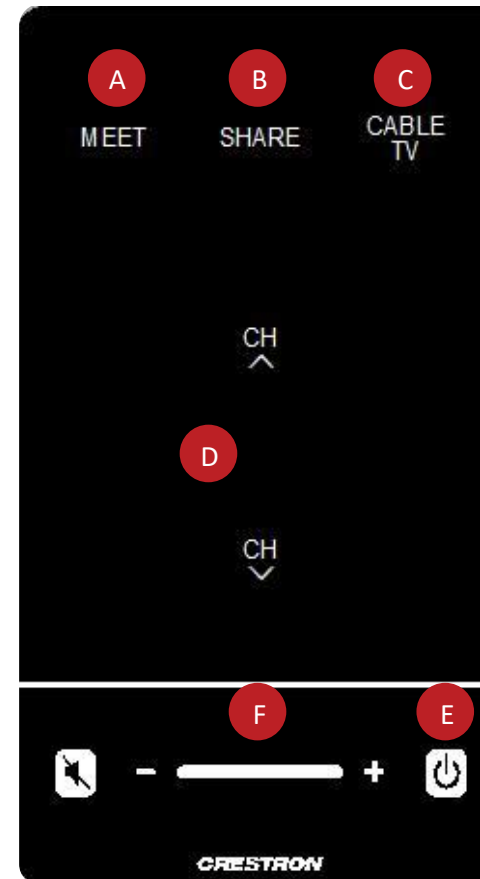 A B C
MEET SHARE CABLE TV
CH
D
CH
F E
- +
CRESTRON